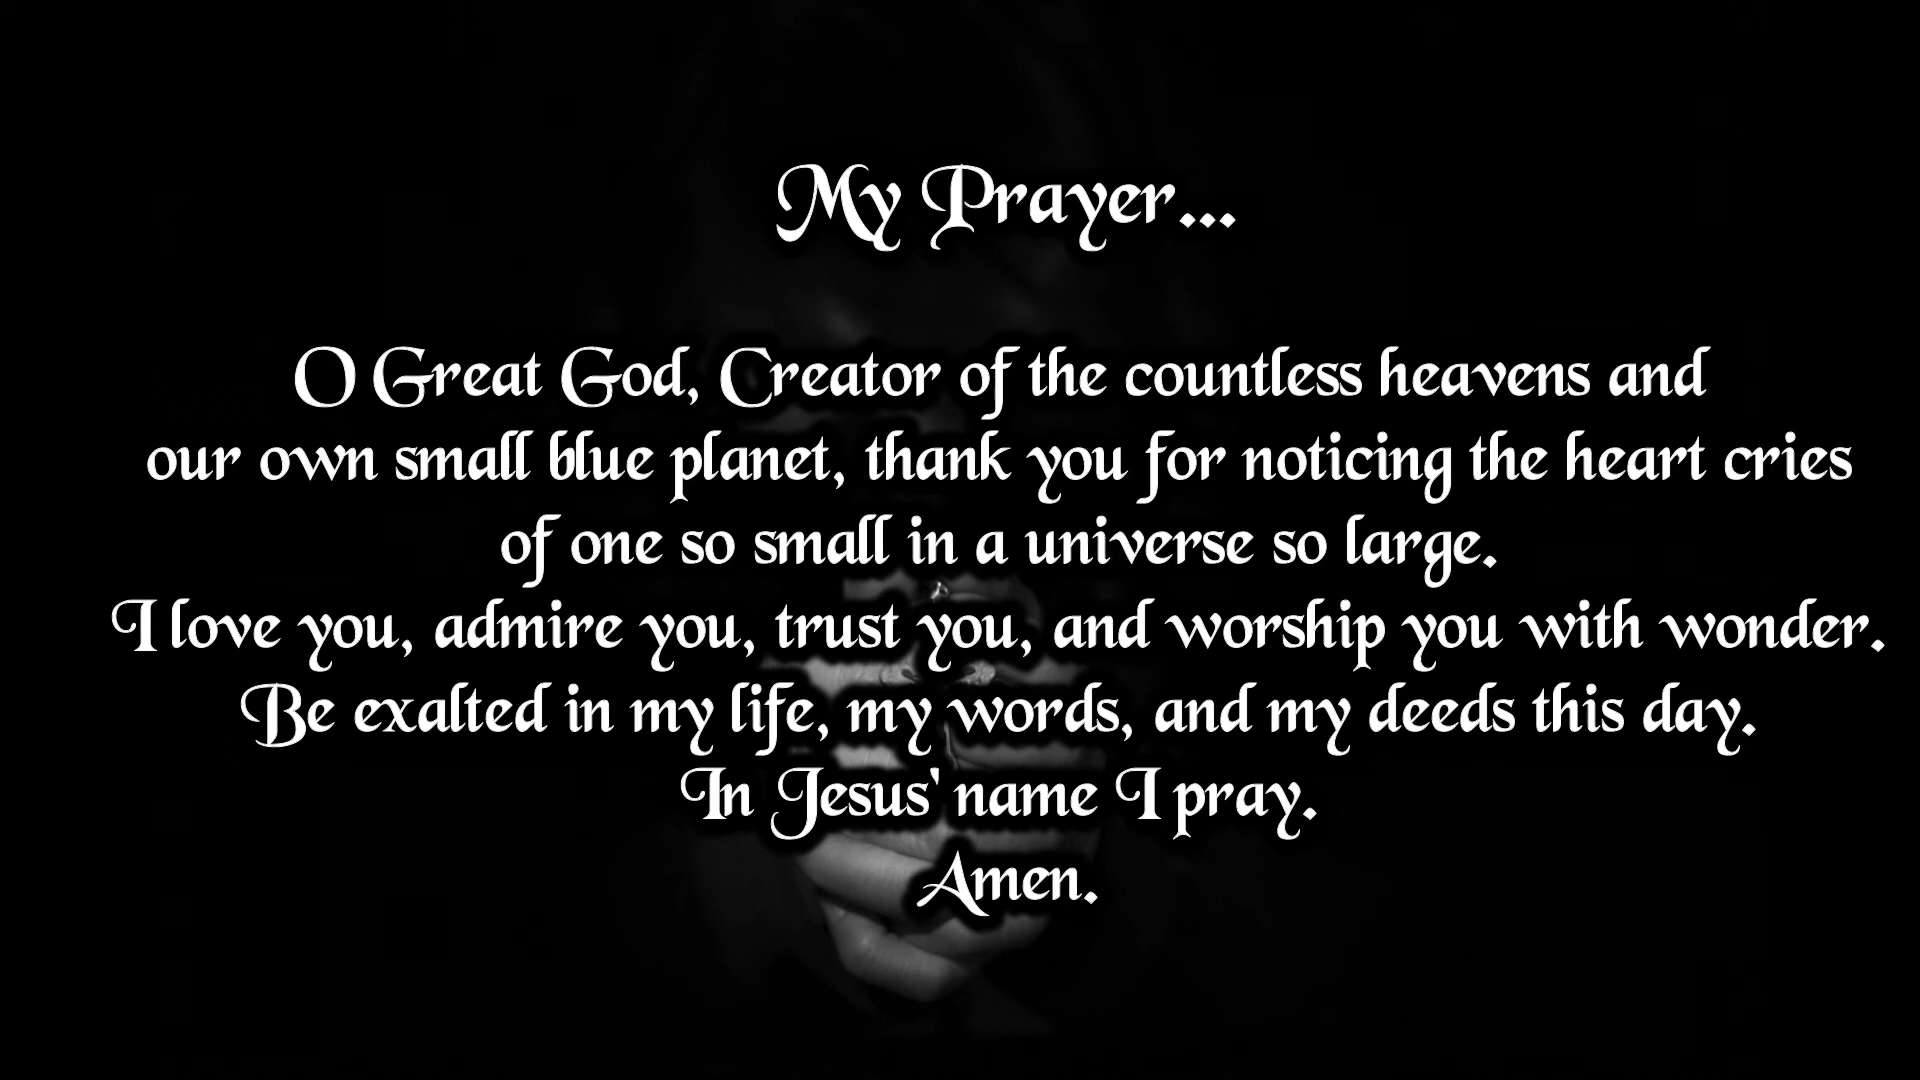 My Prayer...
O Great God, Creator of the countless heavens and
our own small blue planet, thank you for noticing the heart cries
of one so small in a universe so large.
I love you, admire you, trust you, and worship you with wonder.
Be exalted in my life, my words, and my deeds this day.
In Jesus' name I pray.
Amen.